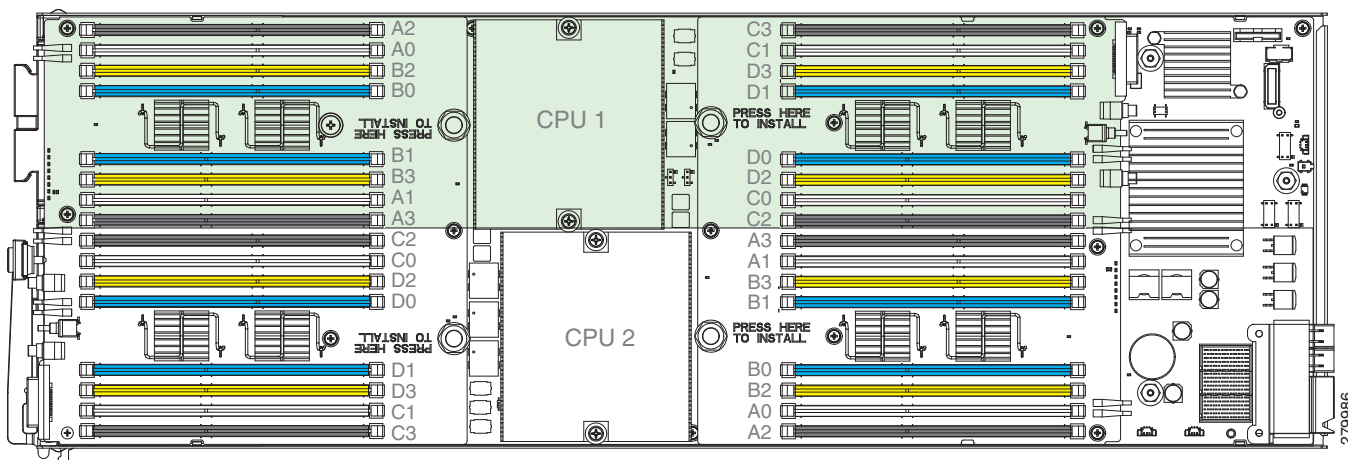 A2
A0
B2
B0
PRESS HERE
TO INSTALL
B1
B3
A1
A3
C2
C0
D2
D0
PRESS HERE
TO INSTALL
D1
D3
C1
C3
CPU 1
CPU 2
C3
C1
D3
D1
PRESS HERE
TO INSTALL
D0
D2
C0
C2
A3
A1
B3
B1
PRESS HERE
TO INSTALL
B0
B2
A0
A2
279986